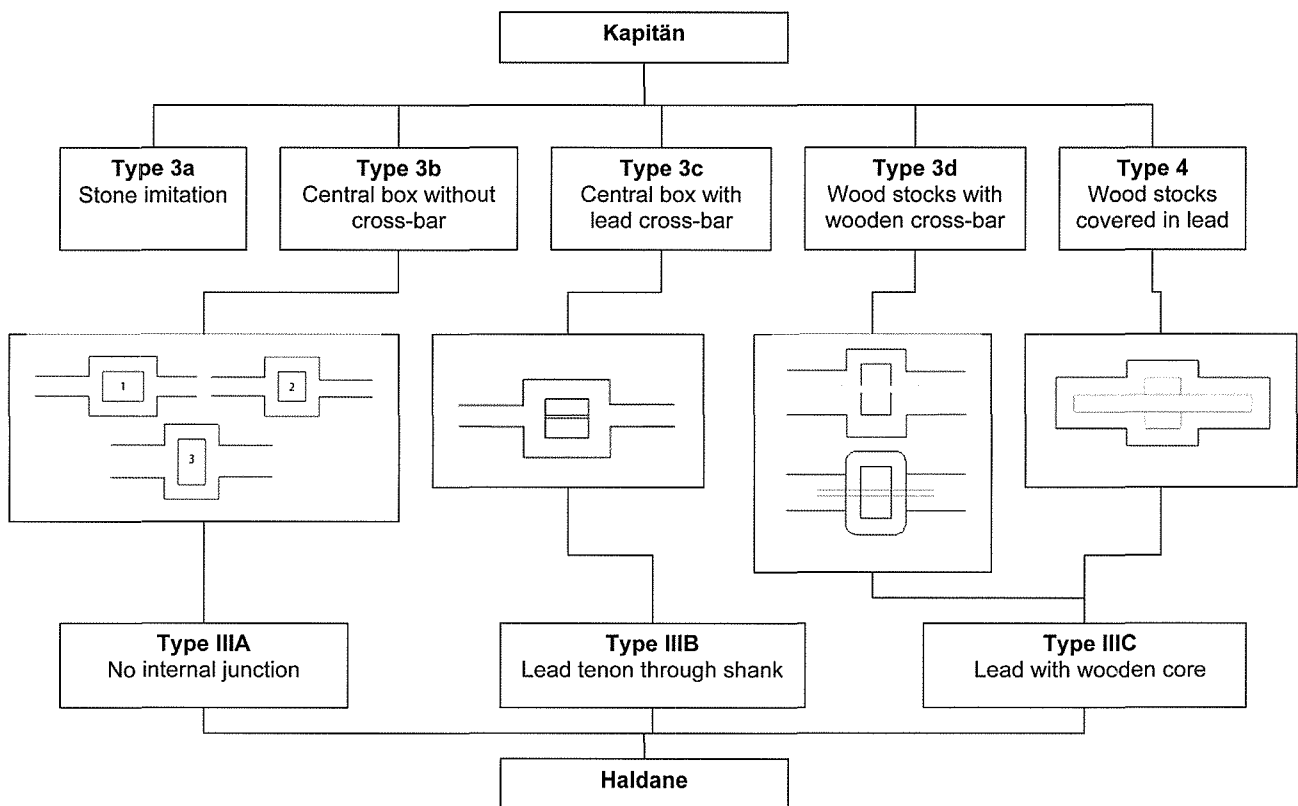 Kapitän
Type 3a
Stone imitation
Type 3b
Central box without
cross-bar
Type 3c
Central box with
lead cross-bar
Type 3d
Wood stocks with
wooden cross-bar
Type 4
Wood stocks
covered in lead
1
2
3
Type IIIA
No internal junction
Type IIIB
Lead tenon through shank
Type IIIC
Lead with wooden core
Haldane